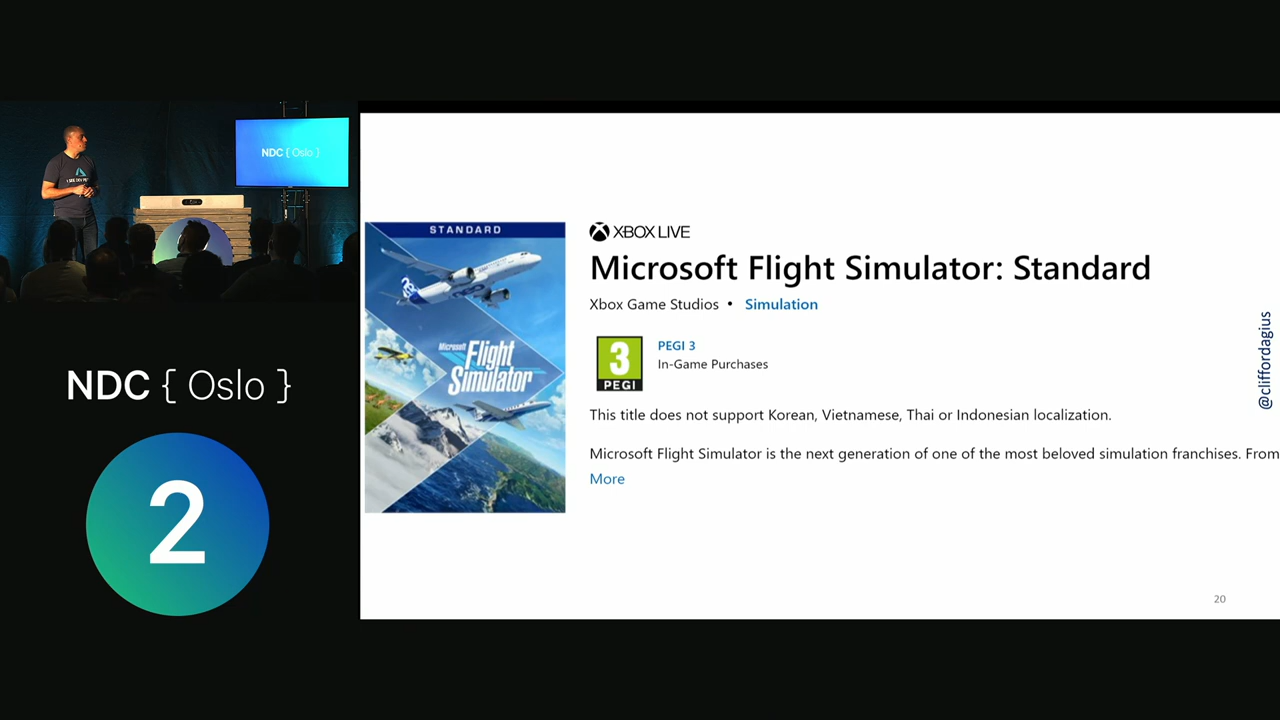 NDC { Oslo }
NDC { Oslo }
2
STANDARD
Microsoft
Flight
Simulator
XBOX LIVE
Microsoft Flight Simulator: Standard
Xbox Game Studios • Simulation
3
PEGI
PEGI 3
In-Game Purchases
This title does not support Korean, Vietnamese, Thai or Indonesian localization.
Microsoft Flight Simulator is the next generation of one of the most beloved simulation franchises. From
More
@cliffordagius
20